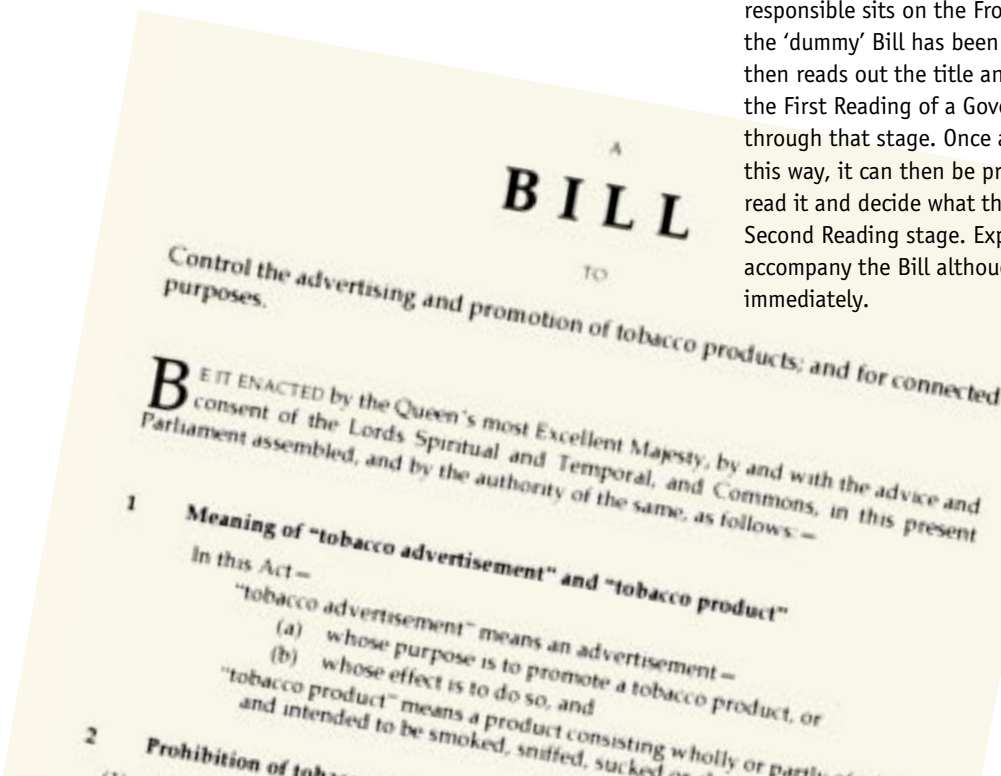 responsible sits on the Fro
the ‘dummy’ Bill has been
then reads out the title an
the First Reading of a Gove
through that stage. Once a
this way, it can then be pr
read it and decide what th
Second Reading stage. Exp
accompany the Bill althoug
immediately.
A
BILL
TO
Control the advertising and promotion of tobacco products; and for connected
purposes.
BE IT ENACTED by the Queen's most Excellent Majesty, by and with the advice and
consent of the Lords Spiritual and Temporal, and Commons, in this present
Parliament assembled, and by the authority of the same, as follows:—
1 Meaning of "tobacco advertisement" and "tobacco product"
In this Act—
"tobacco advertisement" means an advertisement—
(a) whose purpose is to promote a tobacco product, or
(b) whose effect is to do so, and
"tobacco product" means a product consisting wholly or partly
and intended to be smoked, sniffed, sucked or
2 Prohibition of toba